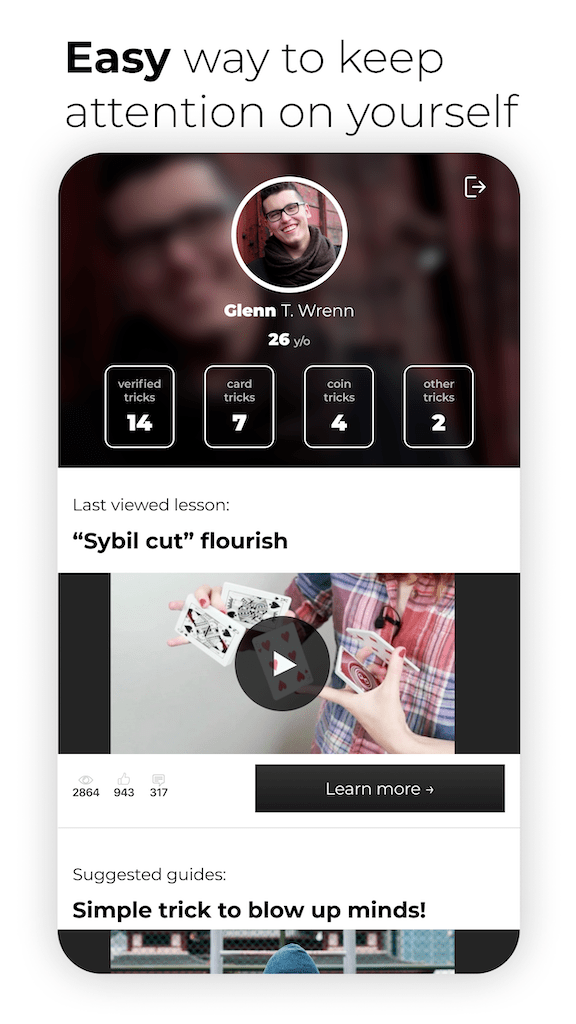 Easy way to keep
attention on yourself
Glenn T. Wrenn
26 y/o
verified
tricks
14
card
tricks
7
coin
tricks
4
other
tricks
2
Last viewed lesson:
“Sybil cut” flourish
2864
943
317
Learn more →
Suggested guides:
Simple trick to blow up minds!